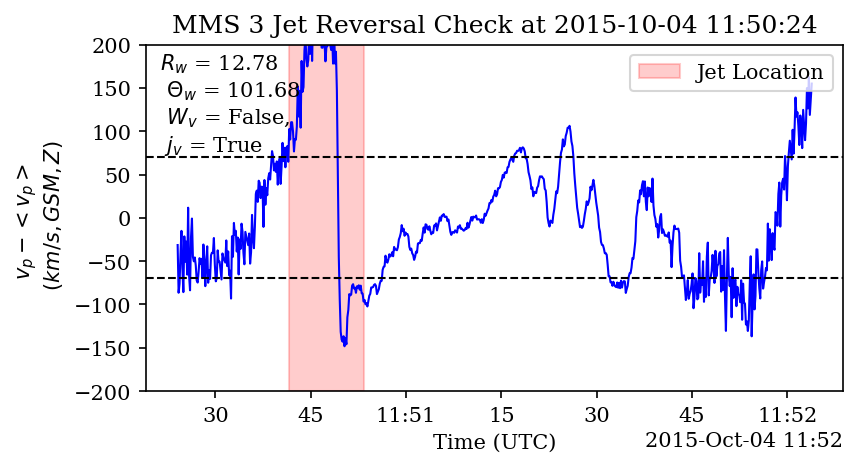 MMS 3 Jet Reversal Check at 2015-10-04 11:50:24
R_w = 12.78
Θ_w = 101.68
W_v = False,
j_v = True
Jet Location
v_p − < v_p >
(km/s, GSM, Z)
200
150
100
50
0
−50
−100
−150
−200
30 45 11:51 15 30 45 11:52
Time (UTC)
2015-Oct-04 11:52